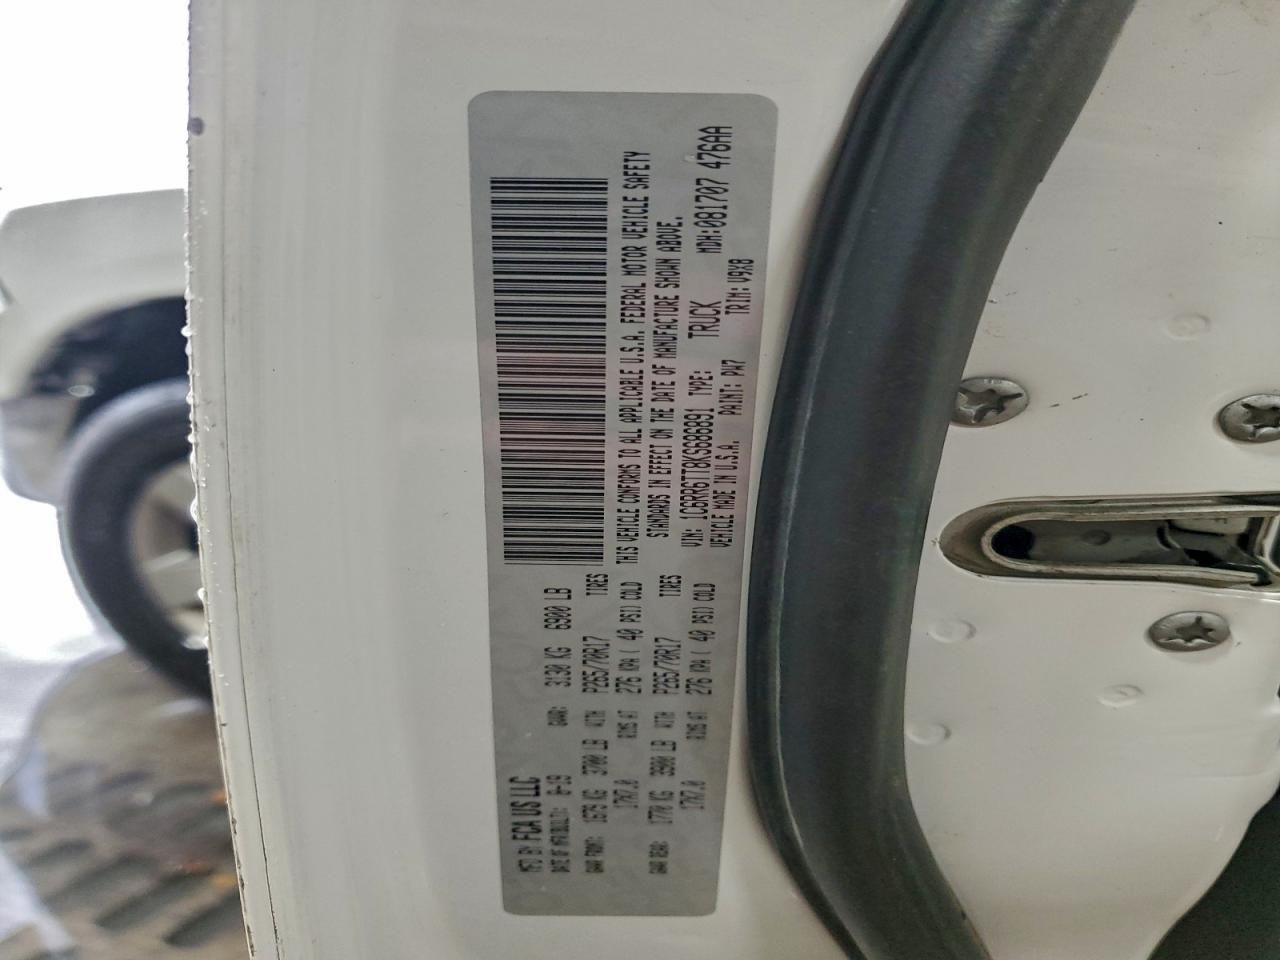 MFD BY: FCA US LLC
DATE OF MFR(BUILT): 8-19 GVWR: 3130 KG 6900 LB
GAWR FRONT: 1679 KG 3700 LB WITH P265/70R17 TIRES
17X7.0 RIMS AT 276 KPA ( 40 PSI) COLD
GAWR REAR: 1770 KG 3900 LB WITH P265/70R17 TIRES
17X7.0 RIMS AT 276 KPA ( 40 PSI) COLD
THIS VEHICLE CONFORMS TO ALL APPLICABLE U.S.A. FEDERAL MOTOR VEHICLE SAFETY
STANDARDS IN EFFECT ON THE DATE OF MANUFACTURE SHOWN ABOVE.
VIN: 1C6RR6TT8KS686891 TYPE: TRUCK MDH:081707 476AA
VEHICLE MADE IN U.S.A. PAINT: PW7 TRIM: V9X8